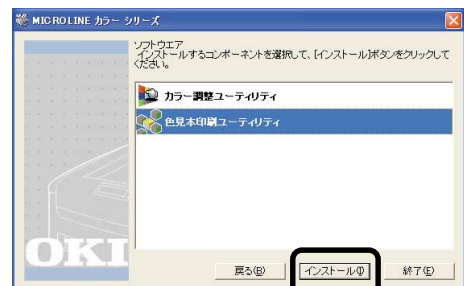 MICROLINE カラー シリーズ
ソフトウエア
インストールするコンポーネントを選択して、[インストール]ボタンをクリックして
ください。
カラー調整ユーティリティ
色見本印刷ユーティリティ
OKI
戻る(B)
インストール(I)
終了(E)